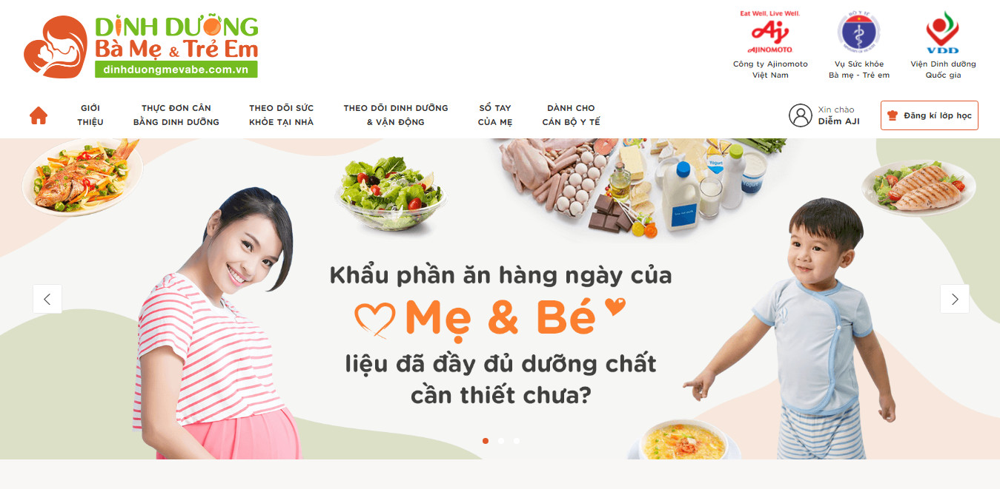 DINH DƯỠNG
Bà Mẹ & Trẻ Em
dinhduongmevabe.com.vn
Eat Well, Live Well.
Aj
AJINOMOTO
Công ty Ajinomoto
Việt Nam
BỘ Y TẾ
Vụ Sức khỏe
Bà mẹ - Trẻ em
VDD
Viện Dinh dưỡng
Quốc gia
GIỚI
THIỆU
THỰC ĐƠN CÂN
BẰNG DINH DƯỠNG
THEO DÕI SỨC
KHỎE TẠI NHÀ
THEO DÕI DINH DƯỠNG
& VẬN ĐỘNG
SỔ TAY
CỦA MẸ
DÀNH CHO
CÁN BỘ Y TẾ
Xin chào
Diễm AJI
Đăng kí lớp học
Yogurt
Khẩu phần ăn hàng ngày của
Mẹ & Bé
liệu đã đầy đủ dưỡng chất
cần thiết chưa?